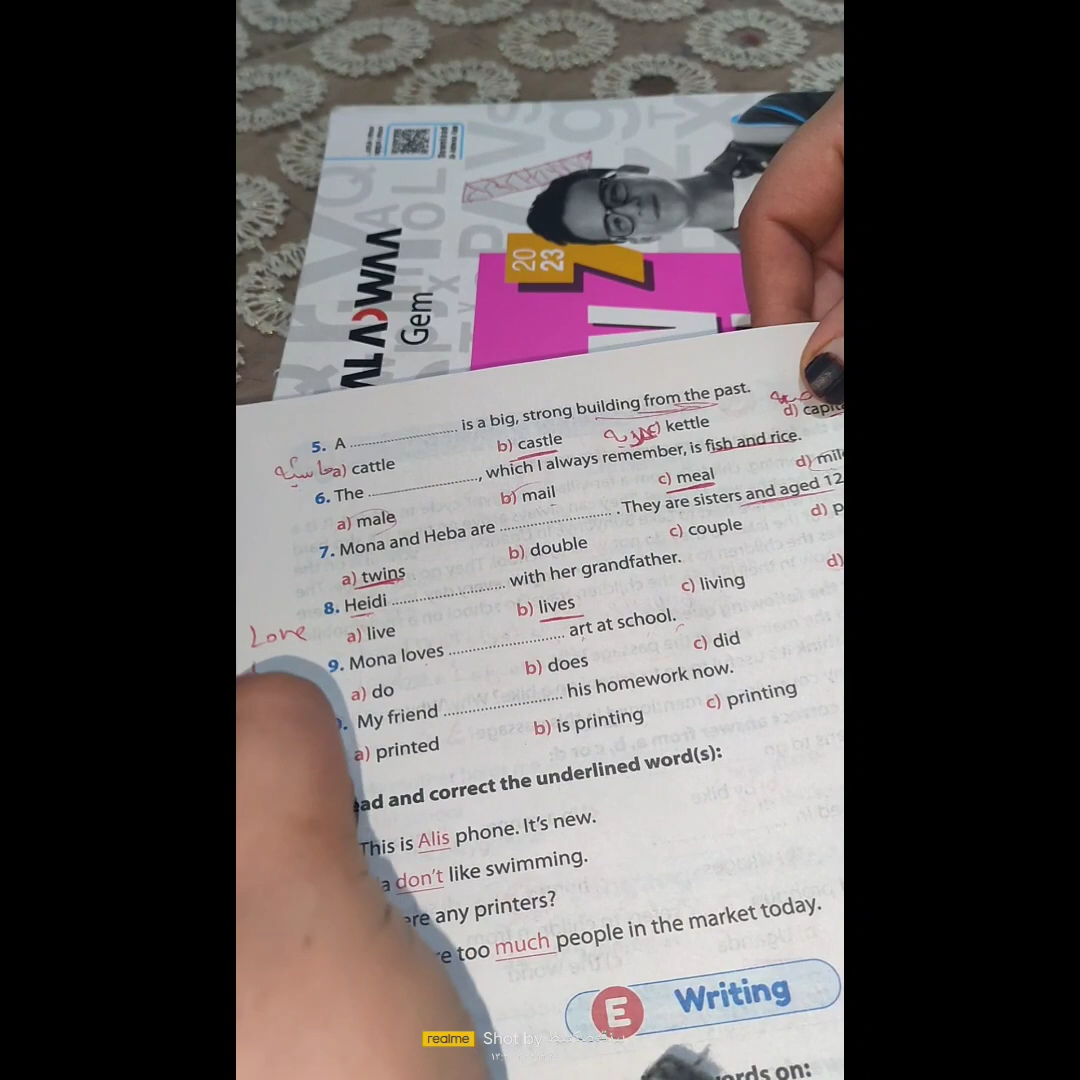 Download
ALADWAA
Gem
20
23
5. A ........................ is a big, strong building from the past.
a) cattle b) castle c) kettle d)
6. The ........................, which I always remember, is fish and rice.
a) male b) mail c) meal d)
7. Mona and Heba are ........................ . They are sisters and aged 12
a) twins b) double c) couple d)
8. Heidi ........................ with her grandfather.
a) live b) lives c) living d)
Love
9. Mona loves ........................ art at school.
a) do b) does c) did
My friend ........................ his homework now.
a) printed b) is printing c) printing
and correct the underlined word(s):
This is Alis phone. It's new.
don't like swimming.
any printers?
too much people in the market today.
E Writing
on:
realme Shot by